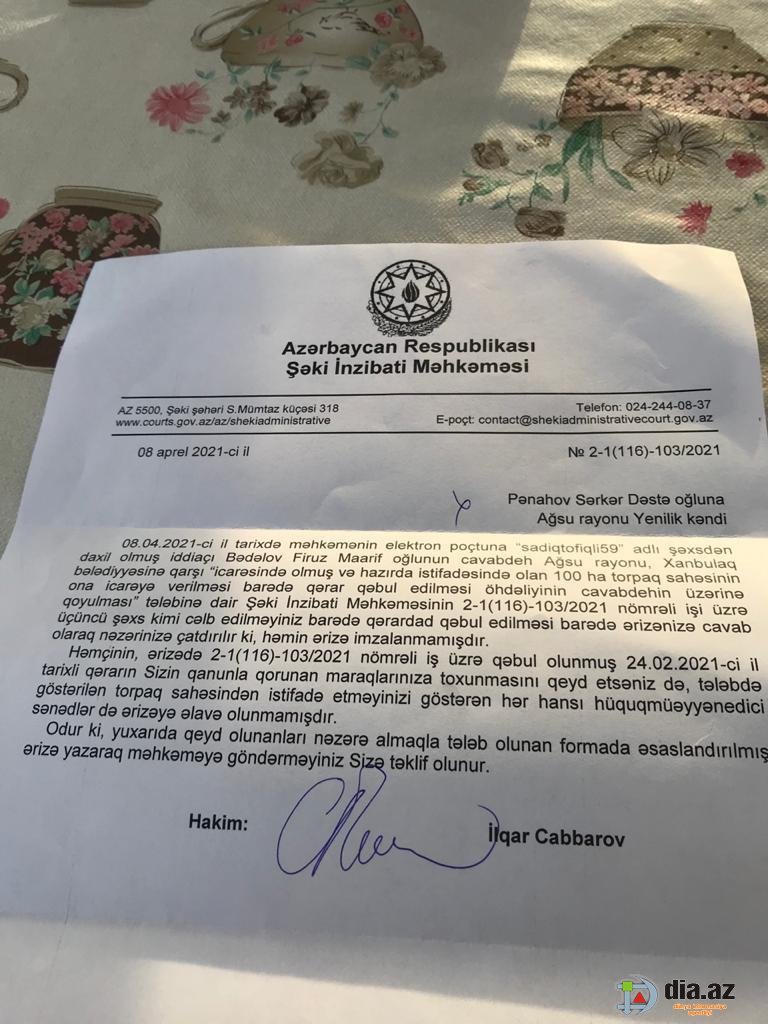 Azərbaycan Respublikası
Şəki İnzibati Məhkəməsi
AZ 5500, Şəki şəhəri S.Mümtaz küçəsi 318
www.courts.gov.az/az/shekiadministrative
Telefon: 024-244-08-37
E-poçt: contact@shekiadministrativecourt.gov.az
08 aprel 2021-ci il
№ 2-1(116)-103/2021
Pənahov Sərkər Dəstə oğluna
Ağsu rayonu Yenilik kəndi
08.04.2021-ci il tarixdə məhkəmənin elektron poçtuna “sadiqtofiqli59” adlı şəxsdən
daxil olmuş iddiaçı Bədəlov Firuz Maarif oğlunun cavabdeh Ağsu rayonu, Xanbulaq
bələdiyyəsinə qarşı “icarəsində olmuş və hazırda istifadəsində olan 100 ha torpaq sahəsinin
ona icarəyə verilməsi barədə qərar qəbul edilməsi öhdəliyinin cavabdehin üzərinə
qoyulması” tələbinə dair Şəki İnzibati Məhkəməsinin 2-1(116)-103/2021 nömrəli işi üzrə
üçüncü şəxs kimi cəlb edilməyiniz barədə qərardad qəbul edilməsi barədə ərizənizə cavab
olaraq nəzərinizə çatdırılır ki, həmin ərizə imzalanmamışdır.
Həmçinin, ərizədə 2-1(116)-103/2021 nömrəli iş üzrə qəbul olunmuş 24.02.2021-ci il
tarixli qərarın Sizin qanunla qorunan maraqlarınıza toxunmasını qeyd etsəniz də, tələbdə
göstərilən torpaq sahəsindən istifadə etməyinizi göstərən hər hansı hüquqmüəyyənedici
sənədlər də ərizəyə əlavə olunmamışdır.
Odur ki, yuxarıda qeyd olunanları nəzərə almaqla tələb olunan formada əsaslandırılmış
ərizə yazaraq məhkəməyə göndərməyiniz Sizə təklif olunur.
Hakim:
İlqar Cabbarov
dia.az